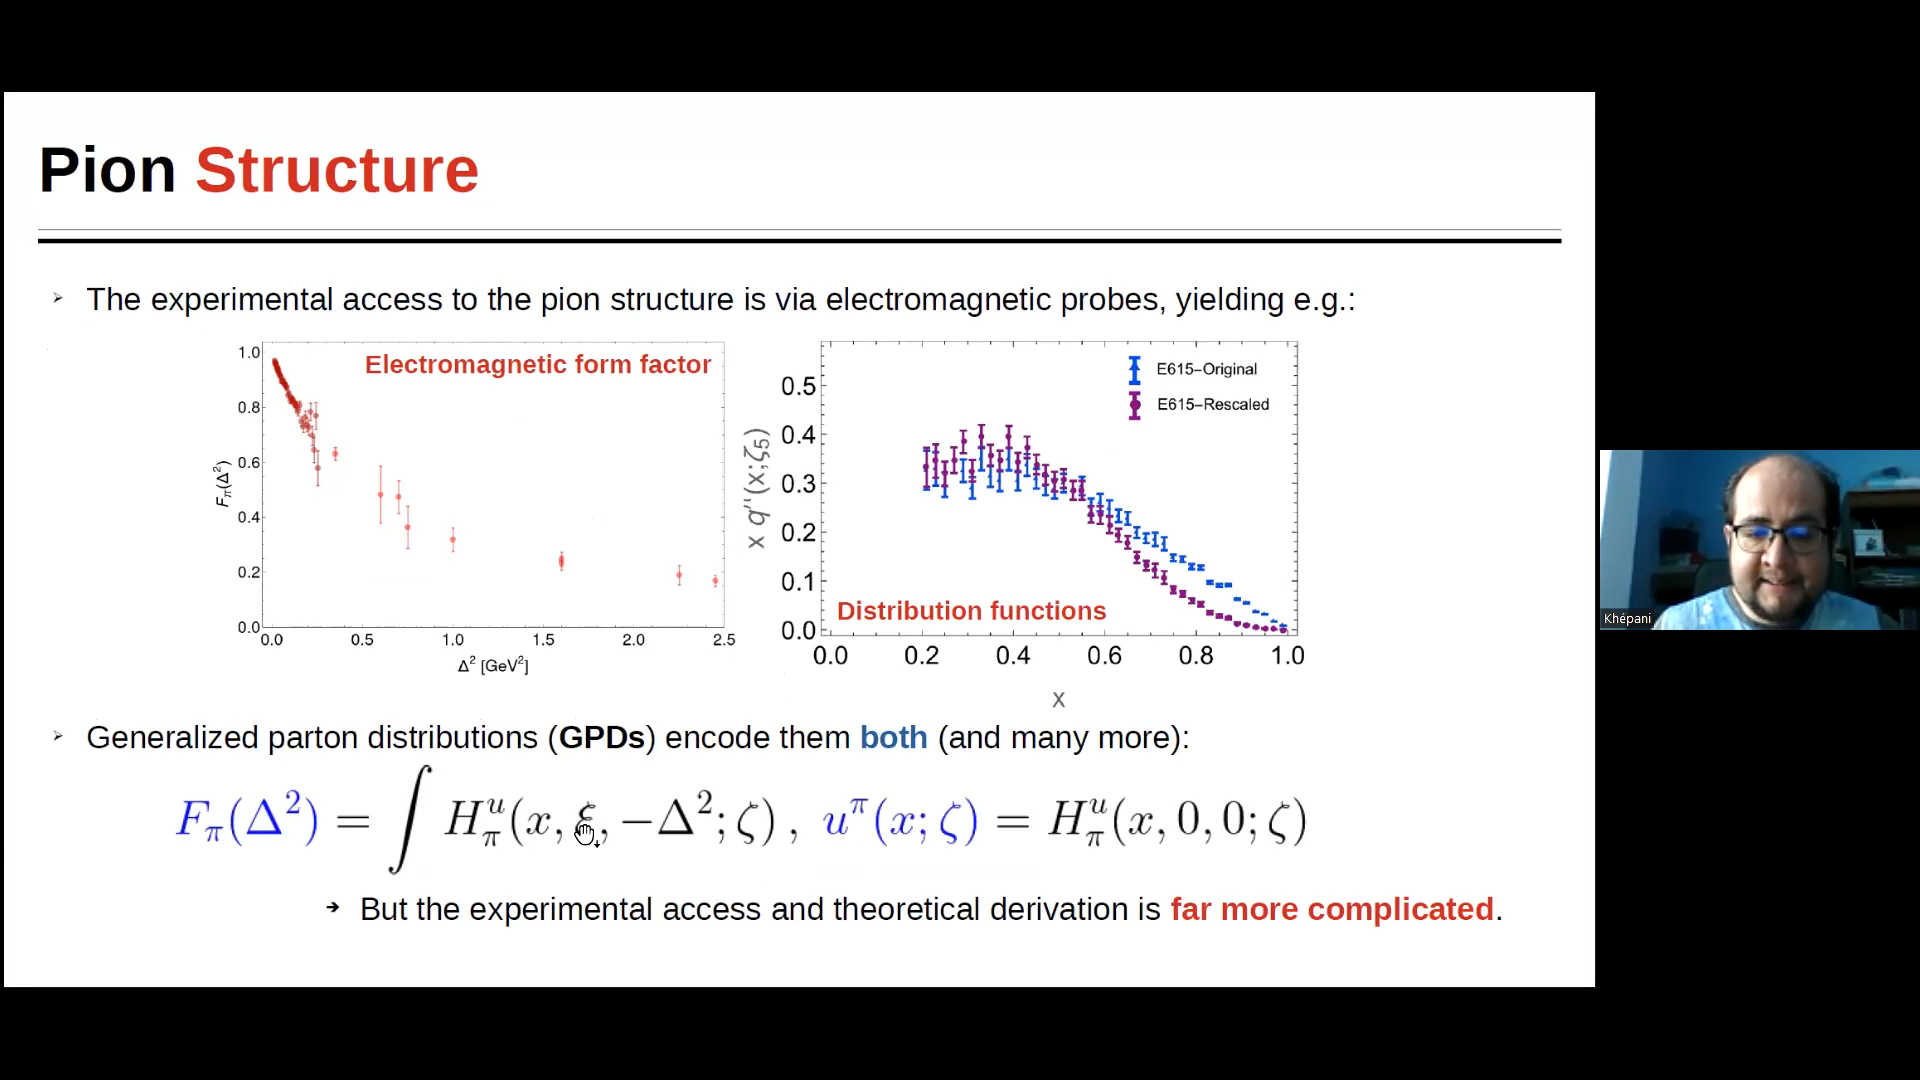 Pion Structure
➢ The experimental access to the pion structure is via electromagnetic probes, yielding e.g.:
Electromagnetic form factor
F_π(Δ²)
1.0
0.8
0.6
0.4
0.2
0.0
0.0 0.5 1.0 1.5 2.0 2.5
Δ² [GeV²]
E615–Original
E615–Rescaled
0.5
0.4
0.3
0.2
0.1
0.0
Distribution functions
0.0 0.2 0.4 0.6 0.8 1.0
x
Khépani
➢ Generalized parton distributions (GPDs) encode them both (and many more):
F_π(Δ²) = ∫ H_π^u(x, ξ, −Δ²; ζ) , u^π(x; ζ) = H_π^u(x, 0, 0; ζ)
➔ But the experimental access and theoretical derivation is far more complicated.